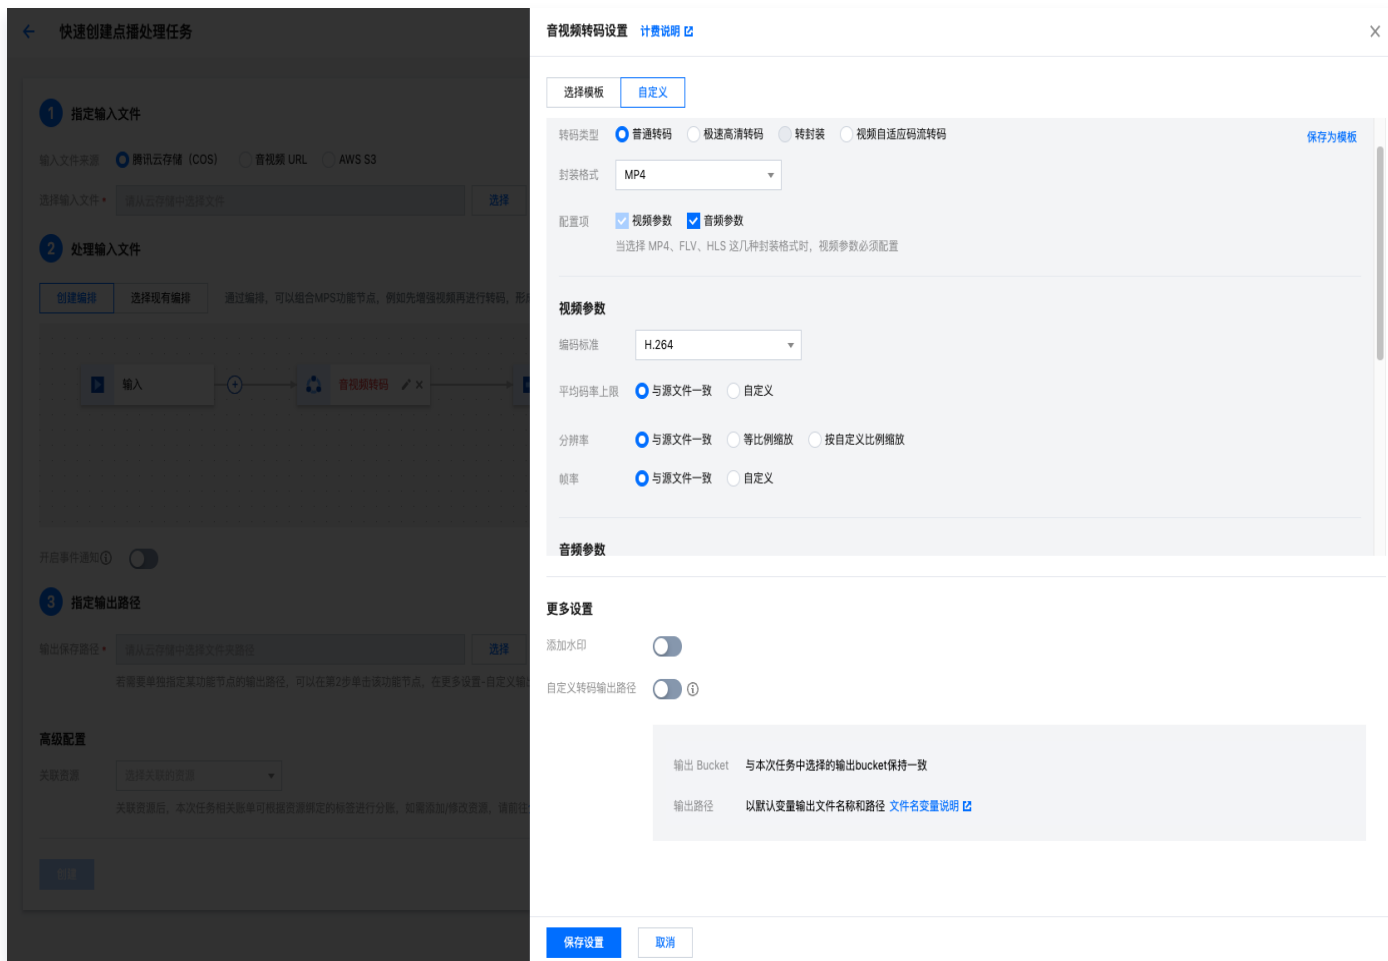 快速创建点播处理任务
1 指定输入文件
输入文件来源 腾讯云存储（COS） 音视频 URL AWS S3
选择输入文件 * 请从云存储中选择文件 选择
2 处理输入文件
创建编排 选择现有编排 通过编排，可以组合MPS功能节点，例如先增强视频再进行转码，形
输入 音视频转码
开启事件通知
3 指定输出路径
输出保存路径 * 请从云存储中选择文件夹路径 选择
若需要单独指定某功能节点的输出路径，可以在第2步单击该功能节点，在更多设置-自定义输
高级配置
关联资源 选择关联的资源
关联资源后，本次任务相关账单可根据资源绑定的标签进行分账。如需添加/修改资源，请前往
创建
音视频转码设置 计费说明
选择模板 自定义
转码类型 普通转码 极速高清转码 转封装 视频自适应码流转码 保存为模板
封装格式 MP4
配置项 视频参数 音频参数
当选择 MP4、FLV、HLS 这几种封装格式时，视频参数必须配置
视频参数
编码标准 H.264
平均码率上限 与源文件一致 自定义
分辨率 与源文件一致 等比例缩放 按自定义比例缩放
帧率 与源文件一致 自定义
音频参数
更多设置
添加水印
自定义转码输出路径
输出 Bucket 与本次任务中选择的输出bucket保持一致
输出路径 以默认变量输出文件名称和路径 文件名变量说明
保存设置 取消